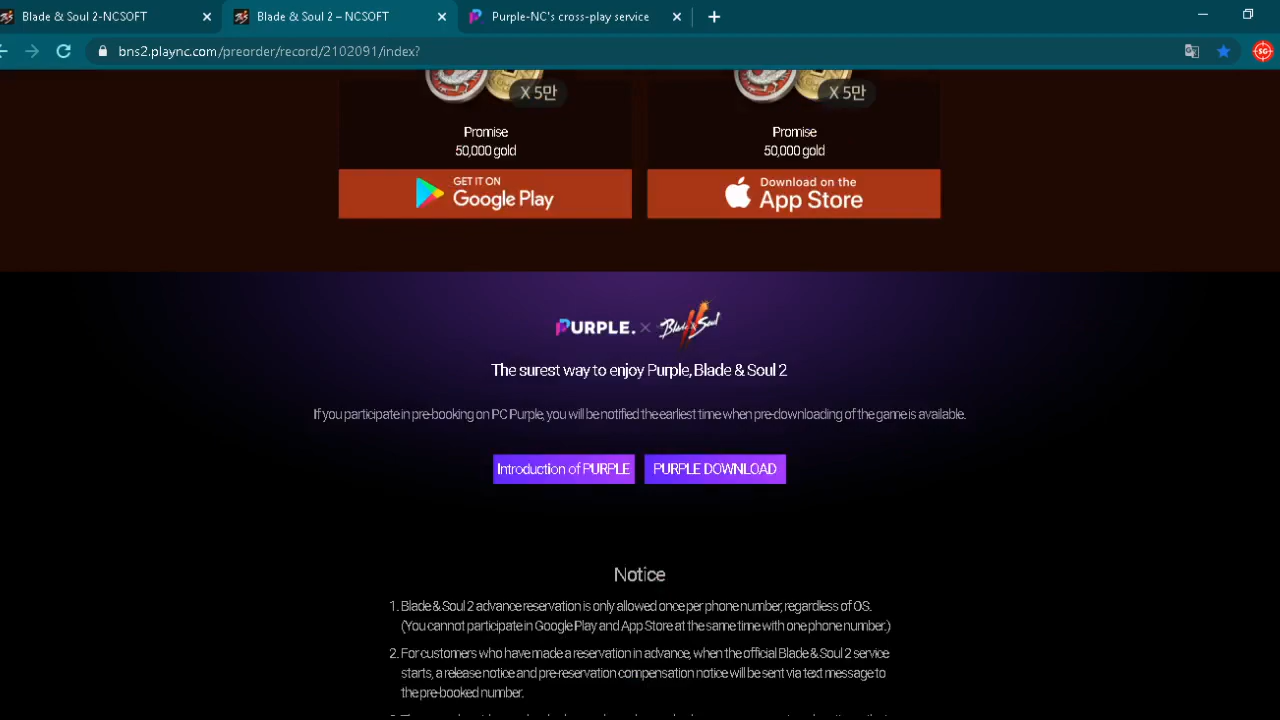 Blade & Soul 2-NCSOFT
Blade & Soul 2 – NCSOFT
Purple-NC's cross-play service
bns2.plaync.com/preorder/record/2102091/index?
SG
X 5만
X 5만
Promise
50,000 gold
Promise
50,000 gold
GET IT ON
Google Play
Download on the
App Store
PURPLE. × Blade & Soul II
The surest way to enjoy Purple, Blade & Soul 2
If you participate in pre-booking on PC Purple, you will be notified the earliest time when pre-downloading of the game is available.
Introduction of PURPLE
PURPLE DOWNLOAD
Notice
1. Blade & Soul 2 advance reservation is only allowed once per phone number, regardless of OS.
(You cannot participate in Google Play and App Store at the same time with one phone number.)
2. For customers who have made a reservation in advance, when the official Blade & Soul 2 service
starts, a release notice and pre-reservation compensation notice will be sent via text message to
the pre-booked number.